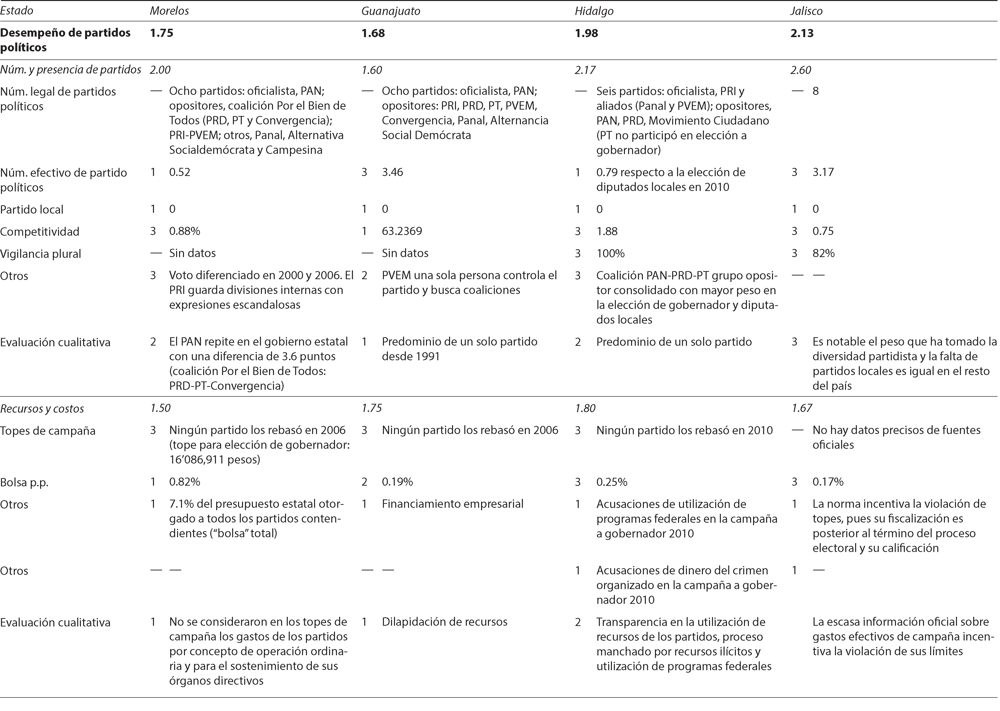 Estado Morelos Guanajuato Hidalgo Jalisco
Desempeño de partidos 1.75 1.68 1.98 2.13
políticos
Núm. y presencia de partidos 2.00 1.60 2.17 2.60
Núm. legal de partidos — Ocho partidos: oficialista, PAN; — Ocho partidos: oficialista, PAN; — Seis partidos: oficialista, PRI y — 8
políticos opositores, coalición Por el Bien de opositores: PRI, PRD, PT, PVEM, aliados (Panal y PVEM); opositores,
Todos (PRD, PT y Convergencia); Convergencia, Panal, Alternancia PAN, PRD, Movimiento Ciudadano
PRI-PVEM; otros, Panal, Alternativa Social Demócrata (PT no participó en elección a
Socialdemócrata y Campesina gobernador)
Núm. efectivo de partido 1 0.52 3 3.46 1 0.79 respecto a la elección de 3 3.17
políticos diputados locales en 2010
Partido local 1 0 1 0 1 0 1 0
Competitividad 3 0.88% 1 63.2369 3 1.88 3 0.75
Vigilancia plural — Sin datos — Sin datos 3 100% 3 82%
Otros 3 Voto diferenciado en 2000 y 2006. El 2 PVEM una sola persona controla el 3 Coalición PAN-PRD-PT grupo oposi- — —
PRI guarda divisiones internas con partido y busca coaliciones tor consolidado con mayor peso en
expresiones escandalosas la elección de gobernador y diputa-
dos locales
Evaluación cualitativa 2 El PAN repite en el gobierno estatal 1 Predominio de un solo partido 2 Predominio de un solo partido 3 Es notable el peso que ha tomado la
con una diferencia de 3.6 puntos desde 1991 diversidad partidista y la falta de
(coalición Por el Bien de Todos: partidos locales es igual en el resto
PRD-PT-Convergencia) del país
Recursos y costos 1.50 1.75 1.80 1.67
Topes de campaña 3 Ningún partido los rebasó en 2006 3 Ningún partido los rebasó en 2006 3 Ningún partido los rebasó en 2010 — No hay datos precisos de fuentes
(tope para elección de gobernador: oficiales
16’086,911 pesos)
Bolsa p.p. 1 0.82% 2 0.19% 3 0.25% 3 0.17%
Otros 1 7.1% del presupuesto estatal otor- 1 Financiamiento empresarial 1 Acusaciones de utilización de 1 La norma incentiva la violación de
gado a todos los partidos conten- programas federales en la campaña topes, pues su fiscalización es
dientes (“bolsa” total) a gobernador 2010 posterior al término del proceso
electoral y su calificación
Otros — — — — 1 Acusaciones de dinero del crimen 1 —
organizado en la campaña a gober-
nador 2010
Evaluación cualitativa 1 No se consideraron en los topes de 1 Dilapidación de recursos 2 Transparencia en la utilización de La escasa información oficial sobre
campaña los gastos de los partidos recursos de los partidos, proceso gastos efectivos de campaña incen-
por concepto de operación ordina- manchado por recursos ilícitos y tiva la violación de sus límites
ria y para el sostenimiento de sus utilización de programas federales
órganos directivos